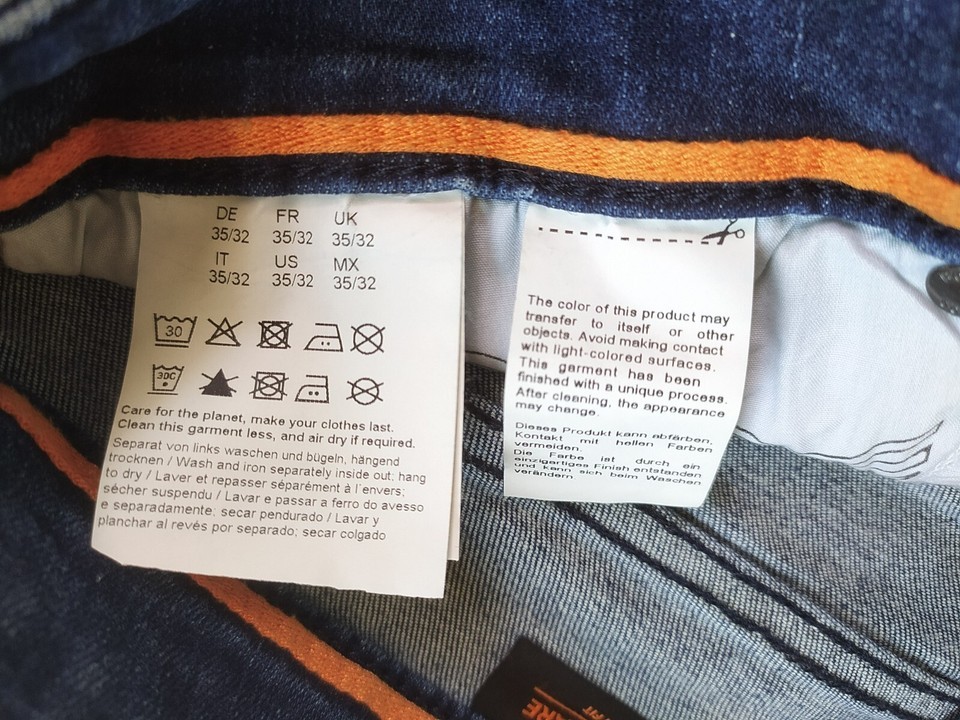 DE FR UK
35/32 35/32 35/32
IT US MX
35/32 35/32 35/32
30
30C
Care for the planet, make your clothes last.
Clean this garment less, and air dry if required.
Separat von links waschen und bügeln, hängend
trocknen / Wash and iron separately inside out; hang
to dry / Laver et repasser séparément à l'envers;
sécher suspendu / Lavar e passar a ferro do avesso
e separadamente; secar pendurado / Lavar y
planchar al revés por separado; secar colgado
The color of this product may
transfer to itself or other
objects. Avoid making contact
with light-colored surfaces.
This garment has been
finished with a unique process.
After cleaning, the appearance
may change.
Dieses Produkt kann abfärben,
Kontakt mit hellen Farben
vermeiden.
Die Farbe ist durch ein
einzigartiges Finish entstanden
und kann sich beim Waschen
verändern